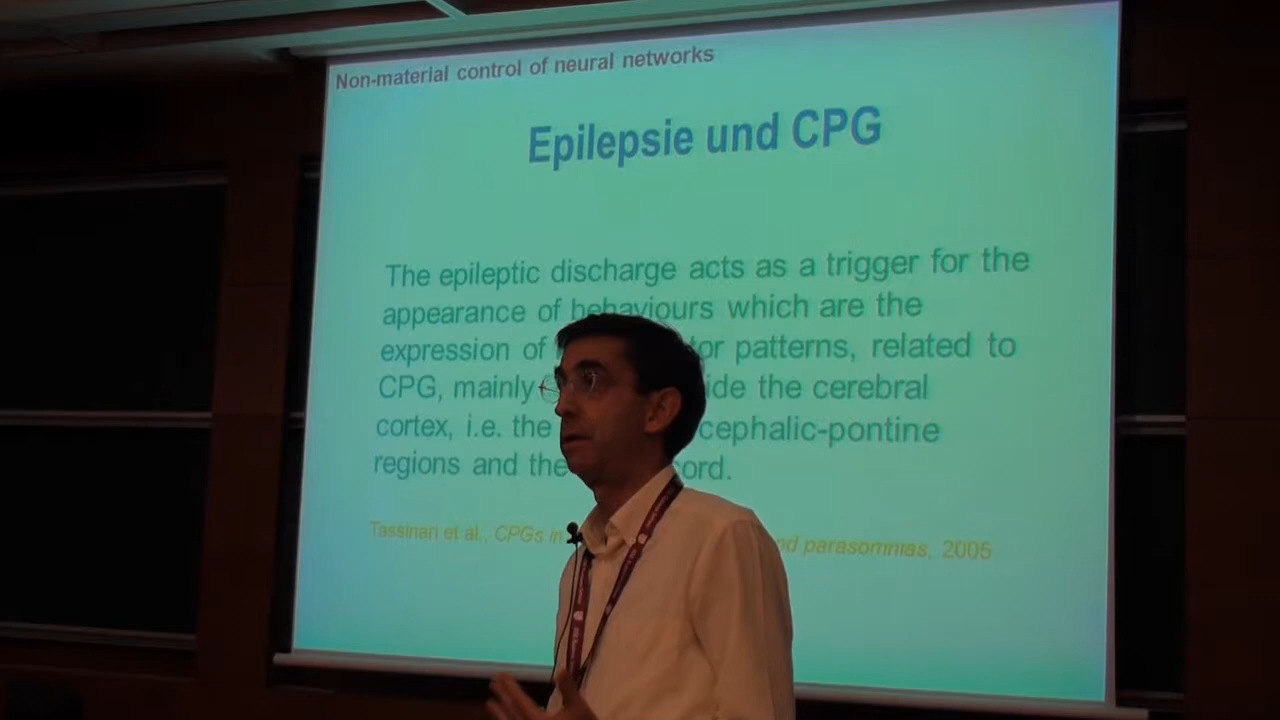 Non-material control of neural networks
Epilepsie und CPG
The epileptic discharge acts as a trigger for the
appearance of behaviours which are the
expression of tor patterns, related to
CPG, mainly ide the cerebral
cortex, i.e. the cephalic-pontine
regions and the cord.
Tassinari et al., CPGs in nd parasomnias, 2005